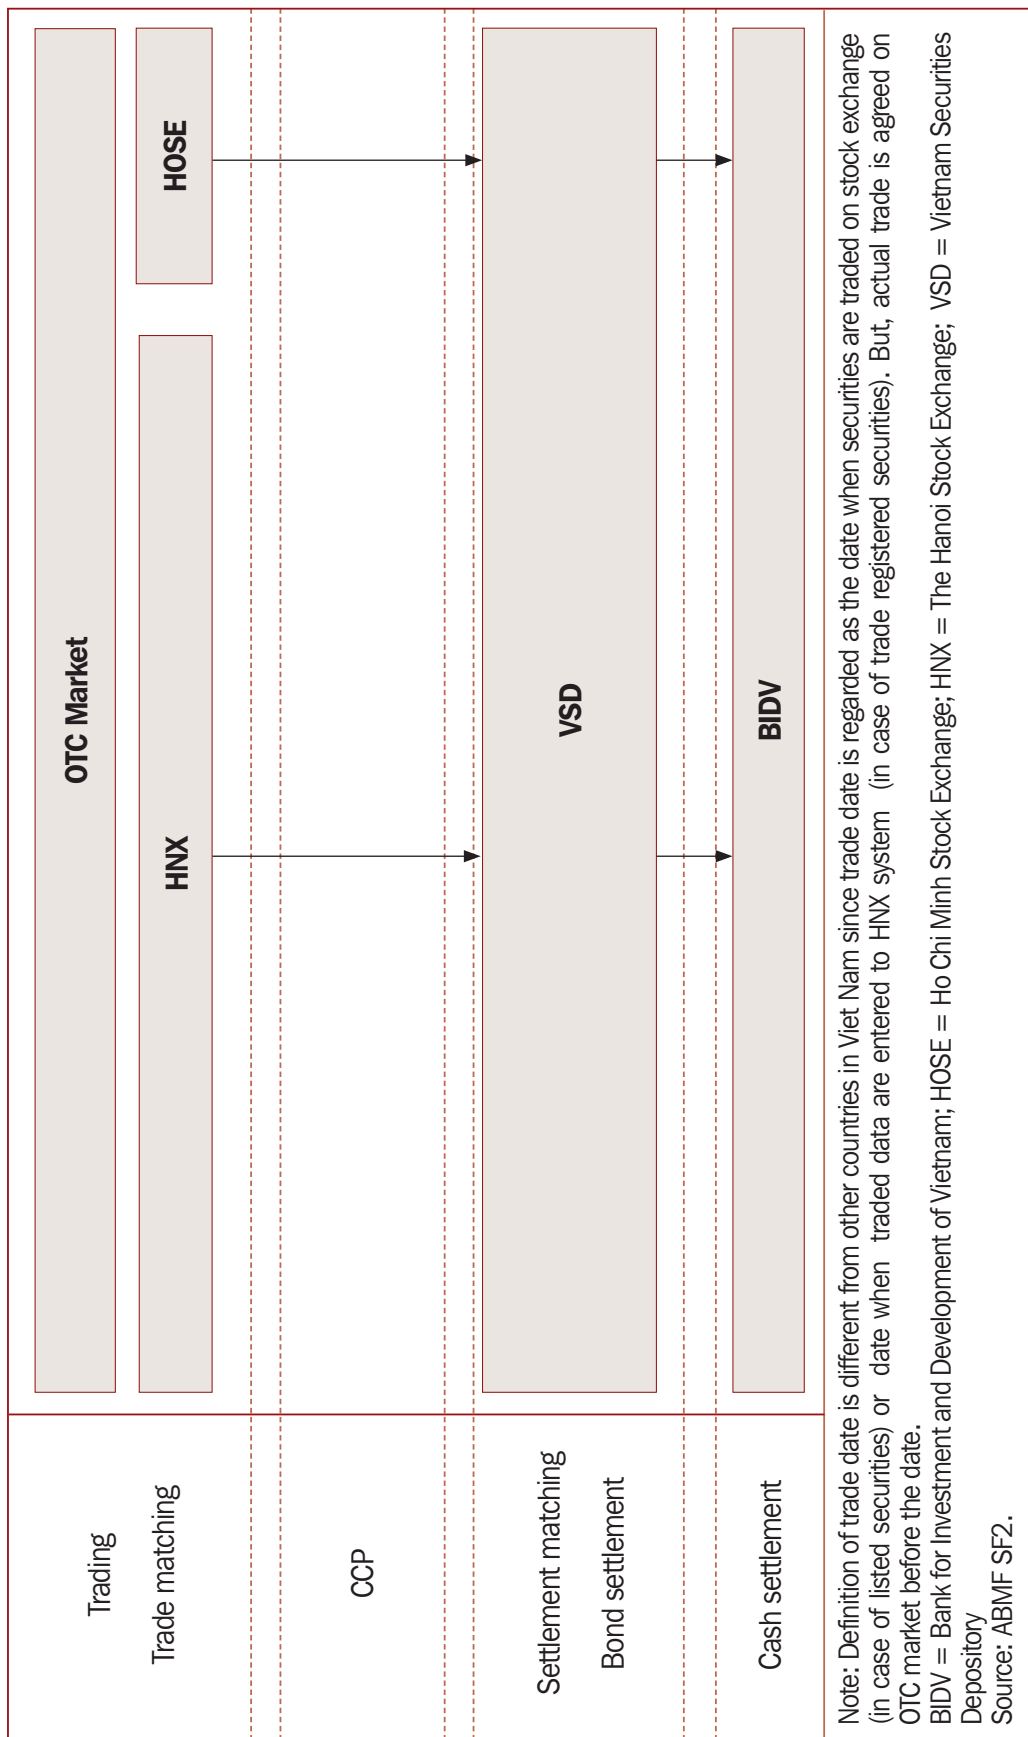 Trading
OTC Market
Trade matching
HNX
HOSE
CCP
Settlement matching
Bond settlement
VSD
Cash settlement
BIDV
Note: Definition of trade date is different from other countries in Viet Nam since trade date is regarded as the date when securities are traded on stock exchange
(in case of listed securities) or date when traded data are entered to HNX system (in case of trade registered securities). But, actual trade is agreed on
OTC market before the date.
BIDV = Bank for Investment and Development of Vietnam; HOSE = Ho Chi Minh Stock Exchange; HNX = The Hanoi Stock Exchange; VSD = Vietnam Securities
Depository
Source: ABMF SF2.